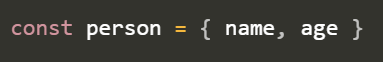 const person = { name, age }